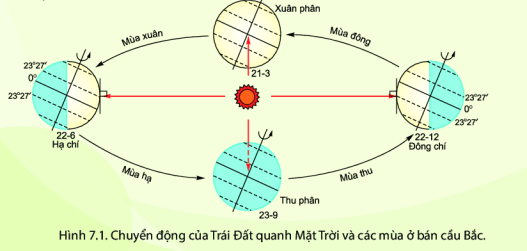 Xuân phân
Mùa xuân
Mùa đông
21-3
23°27'
0°
23°27'
22-6
Hạ chí
23°27'
0°
23°27'
22-12
Đông chí
Mùa hạ
Mùa thu
Thu phân
23-9
Hình 7.1. Chuyển động của Trái Đất quanh Mặt Trời và các mùa ở bán cầu Bắc.